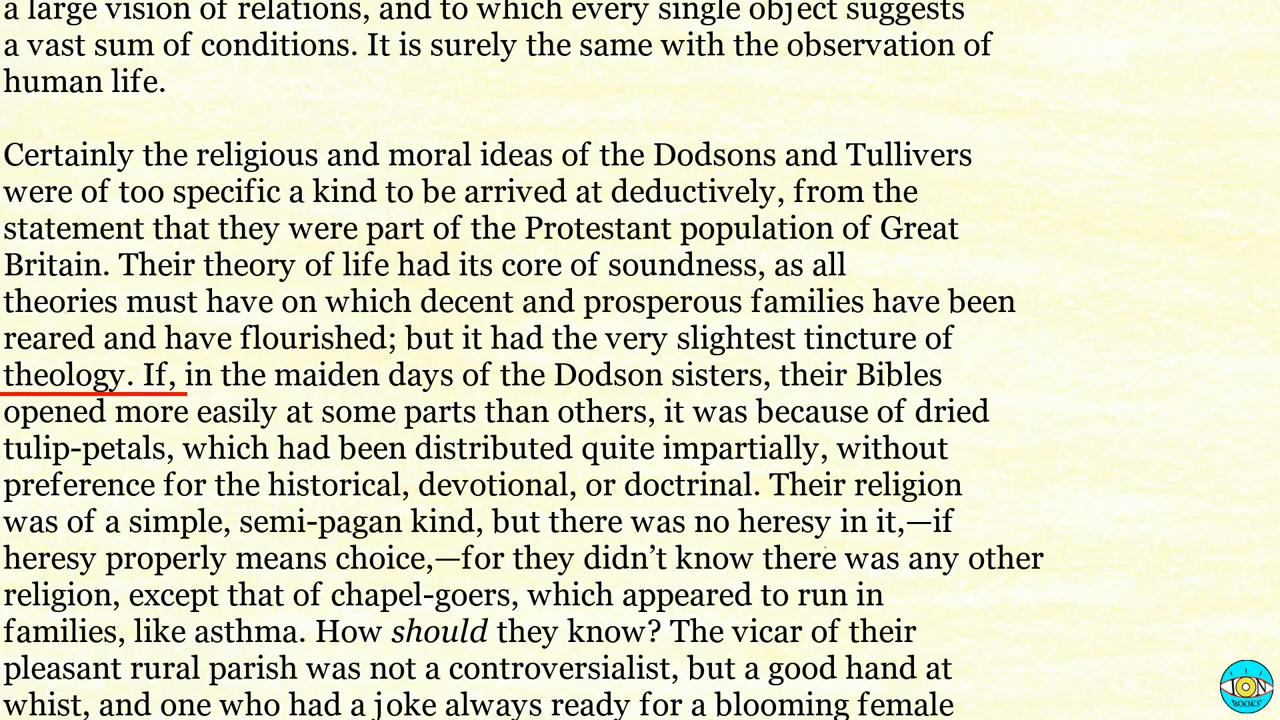 a large vision of relations, and to which every single object suggests
a vast sum of conditions. It is surely the same with the observation of
human life.
Certainly the religious and moral ideas of the Dodsons and Tullivers
were of too specific a kind to be arrived at deductively, from the
statement that they were part of the Protestant population of Great
Britain. Their theory of life had its core of soundness, as all
theories must have on which decent and prosperous families have been
reared and have flourished; but it had the very slightest tincture of
theology. If, in the maiden days of the Dodson sisters, their Bibles
opened more easily at some parts than others, it was because of dried
tulip-petals, which had been distributed quite impartially, without
preference for the historical, devotional, or doctrinal. Their religion
was of a simple, semi-pagan kind, but there was no heresy in it,—if
heresy properly means choice,—for they didn’t know there was any other
religion, except that of chapel-goers, which appeared to run in
families, like asthma. How should they know? The vicar of their
pleasant rural parish was not a controversialist, but a good hand at
whist, and one who had a joke always ready for a blooming female
ION
BOOKS